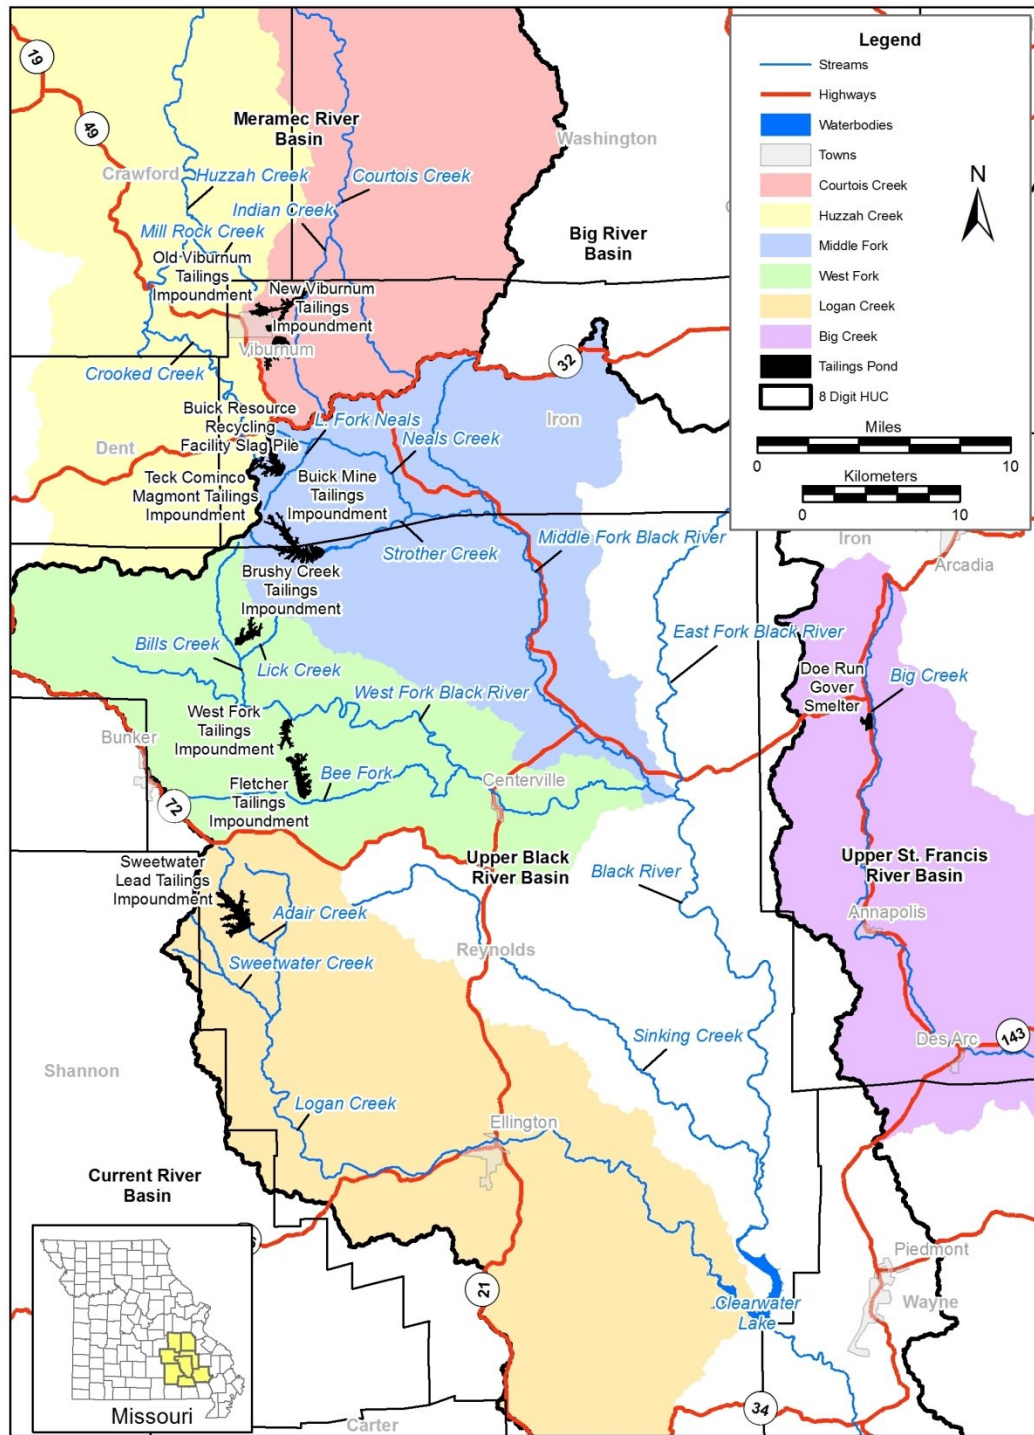 Legend
Streams
Highways
Waterbodies
Towns
Courtois Creek
Huzzah Creek
Middle Fork
West Fork
Logan Creek
Big Creek
Tailings Pond
8 Digit HUC
N
Miles
0
10
Kilometers
0
10
19
49
Meramec River
Basin
Washington
Crawford
Huzzah Creek
Courtois Creek
Indian Creek
Mill Rock Creek
Big River
Basin
Old Viburnum
Tailings
Impoundment
New Viburnum
Tailings
Impoundment
Viburnum
32
Crooked Creek
Buick Resource
Recycling
Facility Slag Pile
L. Fork Neals
Neals Creek
Iron
Dent
Teck Cominco
Magmont Tailings
Impoundment
Buick Mine
Tailings
Impoundment
Strother Creek
Middle Fork Black River
Iron
Arcadia
Brushy Creek
Tailings
Impoundment
Bills Creek
Lick Creek
East Fork Black River
Doe Run
Gover
Smelter
Big Creek
West Fork Black River
West Fork
Tailings
Impoundment
Bunker
Bee Fork
Centerville
Fletcher
Tailings
Impoundment
72
Sweetwater
Lead Tailings
Impoundment
Upper Black
River Basin
Black River
Upper St. Francis
River Basin
Annapolis
Adair Creek
Reynolds
Sweetwater Creek
Sinking Creek
Des Arc
143
Shannon
Logan Creek
Ellington
Current River
Basin
6
21
Piedmont
Wayne
Clearwater
Lake
Missouri
Carter
34